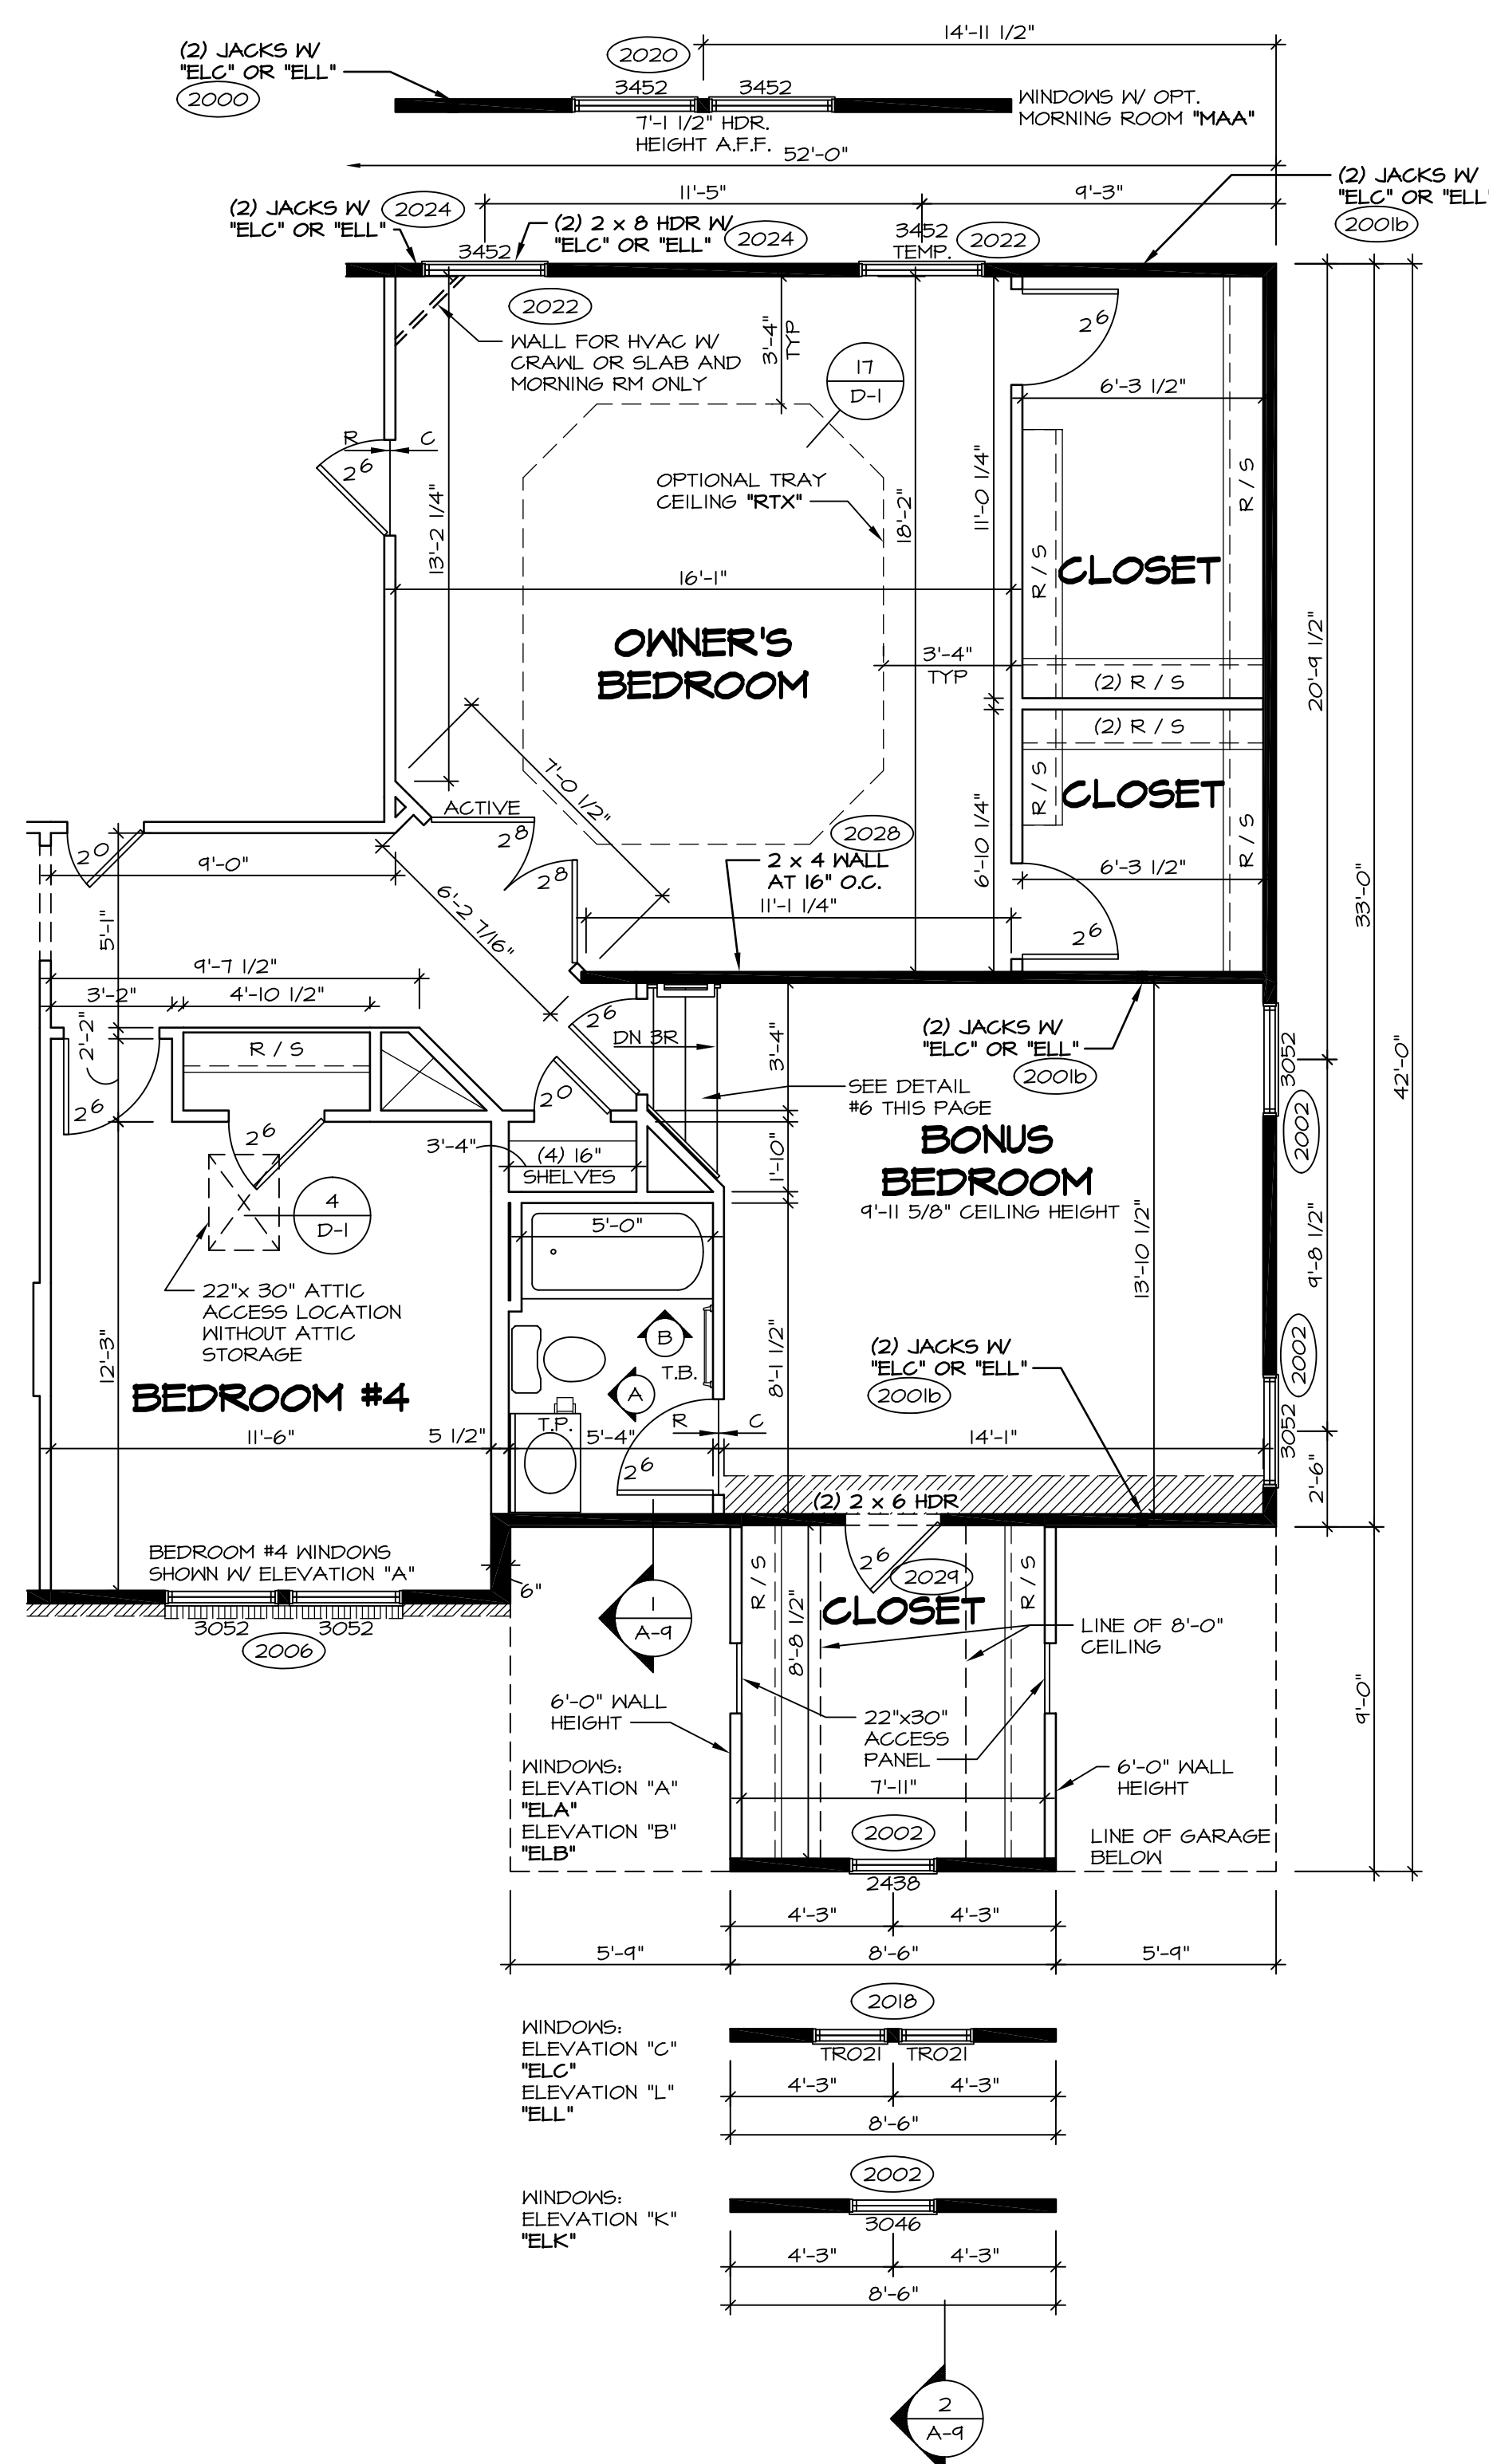 14'-11 1/2"
(2) JACKS W/
"ELC" OR "ELL"
2000
2020
3452
3452
7'-1 1/2" HDR.
HEIGHT A.F.F.
WINDOWS W/ OPT.
MORNING ROOM "MAA"
52'-0"
(2) JACKS W/
"ELC" OR "ELL"
2001b
11'-5"
9'-3"
(2) JACKS W/
"ELC" OR "ELL"
2024
(2) 2 x 8 HDR W/
"ELC" OR "ELL"
2024
3452
3452
TEMP.
2022
2022
WALL FOR HVAC W/
CRAWL OR SLAB AND
MORNING RM ONLY
3'-4"
TYP
17
D-1
26
6'-3 1/2"
R
C
26
OPTIONAL TRAY
CEILING "RTX"
13'-2 1/4"
18'-2"
11'-0 1/4"
R / S
R / S
CLOSET
16'-1"
OWNER'S
BEDROOM
3'-4"
TYP
(2) R / S
(2) R / S
20'-9 1/2"
R / S
CLOSET
R / S
7'-0 1/2"
ACTIVE
28
28
2028
2 x 4 WALL
AT 16" O.C.
11'-1 1/4"
6'-10 1/4"
6'-3 1/2"
26
33'-0"
42'-0"
20
9'-0"
5'-1"
6'-2 7/16"
9'-7 1/2"
3'-2"
4'-10 1/2"
2'-2"
R / S
26
26
26
DN 3R
20
3'-4"
(2) JACKS W/
"ELC" OR "ELL"
2001b
SEE DETAIL
#6 THIS PAGE
3052
2002
3'-4"
(4) 16"
SHELVES
1'-10"
BONUS
BEDROOM
9'-11 5/8" CEILING HEIGHT
4
D-1
5'-0"
13'-10 1/2"
9'-8 1/2"
22"x 30" ATTIC
ACCESS LOCATION
WITHOUT ATTIC
STORAGE
12'-3"
B
T.B.
A
8'-1 1/2"
(2) JACKS W/
"ELC" OR "ELL"
2001b
2002
3052
BEDROOM #4
T.P.
R
C
11'-6"
5 1/2"
5'-4"
14'-1"
26
2'-6"
(2) 2 x 6 HDR
BEDROOM #4 WINDOWS
SHOWN W/ ELEVATION "A"
6"
3052
3052
2006
1
A-9
R / S
26
2029
R / S
CLOSET
8'-8 1/2"
LINE OF 8'-0"
CEILING
6'-0" WALL
HEIGHT
22"x30"
ACCESS
PANEL
9'-0"
WINDOWS:
ELEVATION "A"
"ELA"
ELEVATION "B"
"ELB"
7'-11"
6'-0" WALL
HEIGHT
2002
LINE OF GARAGE
BELOW
2438
4'-3"
4'-3"
5'-9"
8'-6"
5'-9"
2018
WINDOWS:
ELEVATION "C"
"ELC"
ELEVATION "L"
"ELL"
TR021
TR021
4'-3"
4'-3"
8'-6"
2002
WINDOWS:
ELEVATION "K"
"ELK"
3046
4'-3"
4'-3"
8'-6"
2
A-9